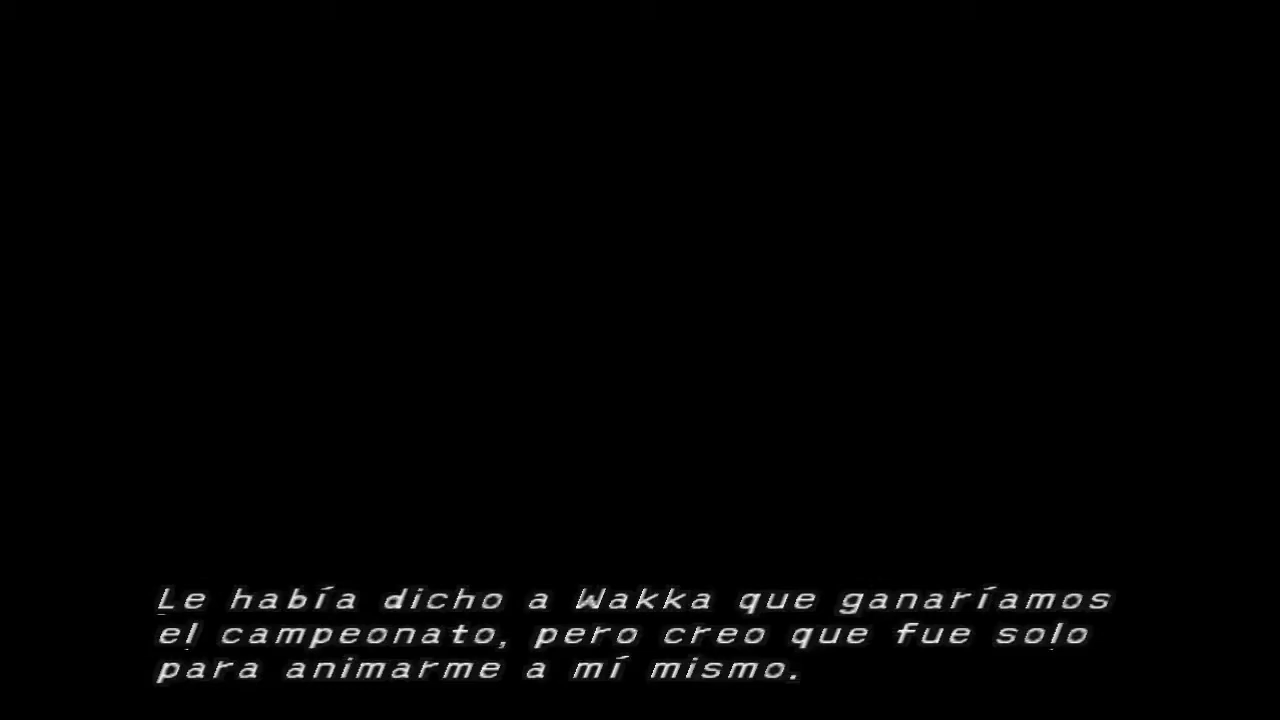 Le había dicho a Wakka que ganaríamos
el campeonato, pero creo que fue solo
para animarme a mí mismo.